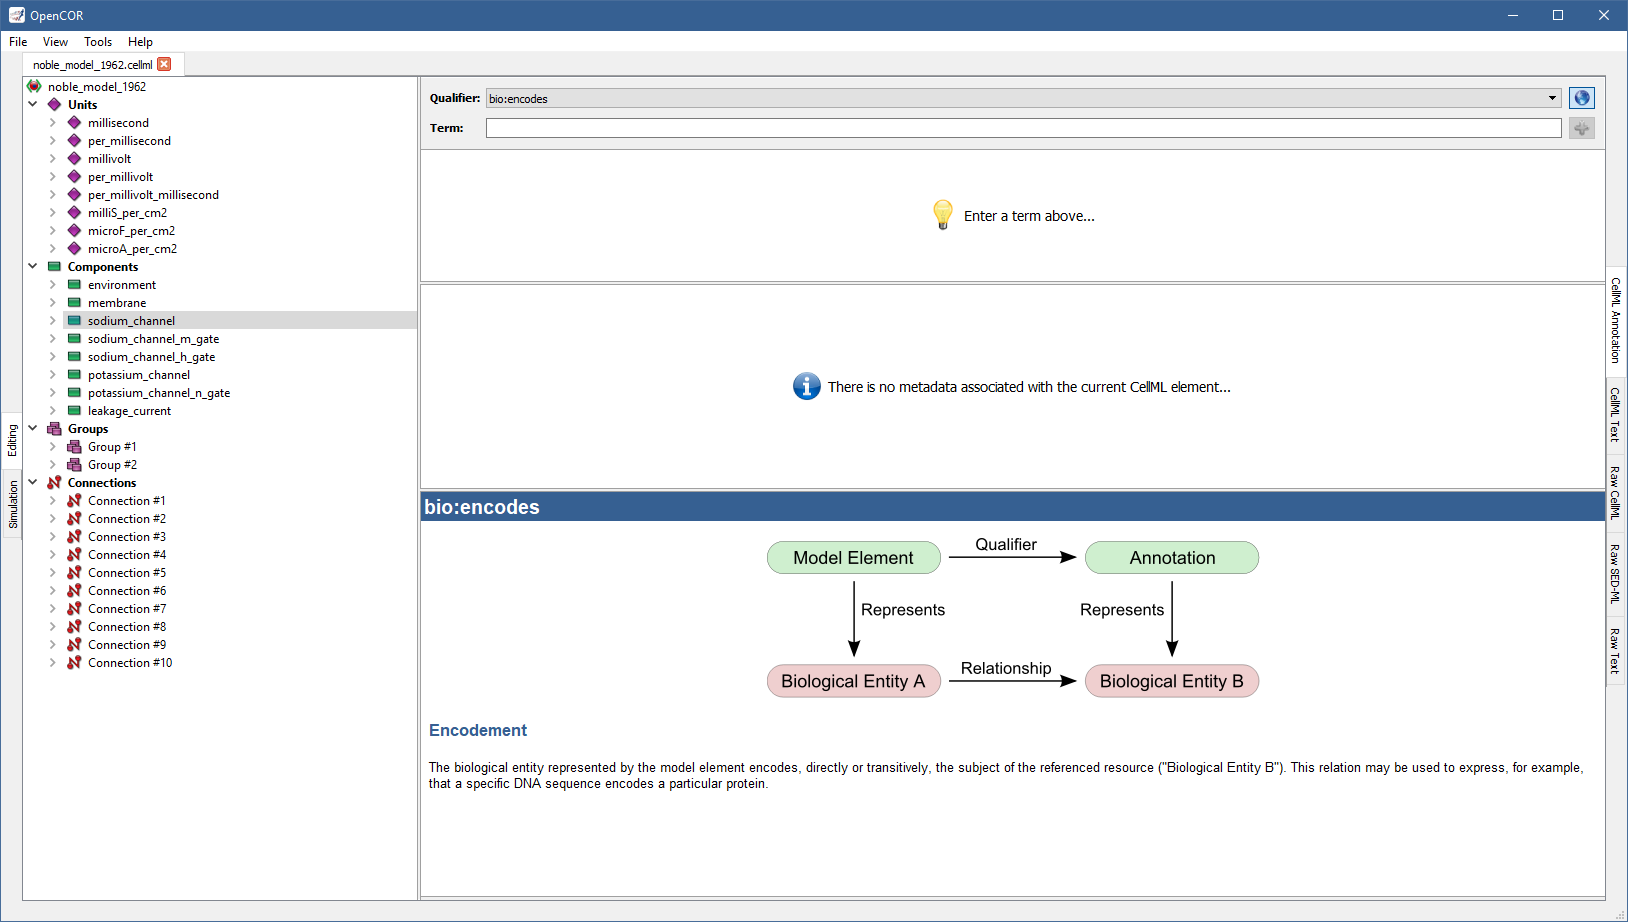 OpenCOR
File View Tools Help
noble_model_1962.cellml
noble_model_1962
Units
millisecond
per_millisecond
millivolt
per_millivolt
per_millivolt_millisecond
milliS_per_cm2
microF_per_cm2
microA_per_cm2
Components
environment
membrane
sodium_channel
sodium_channel_m_gate
sodium_channel_h_gate
potassium_channel
potassium_channel_n_gate
leakage_current
Groups
Group #1
Group #2
Connections
Connection #1
Connection #2
Connection #3
Connection #4
Connection #5
Connection #6
Connection #7
Connection #8
Connection #9
Connection #10
Editing
Simulation
Qualifier: bio:encodes
Term:
Enter a term above...
There is no metadata associated with the current CellML element...
bio:encodes
Model Element
Qualifier
Annotation
Represents
Represents
Biological Entity A
Relationship
Biological Entity B
Encodement
The biological entity represented by the model element encodes, directly or transitively, the subject of the referenced resource ("Biological Entity B"). This relation may be used to express, for example,
that a specific DNA sequence encodes a particular protein.
CellML Annotation
CellML Text
Raw CellML
Raw SED-ML
Raw Text